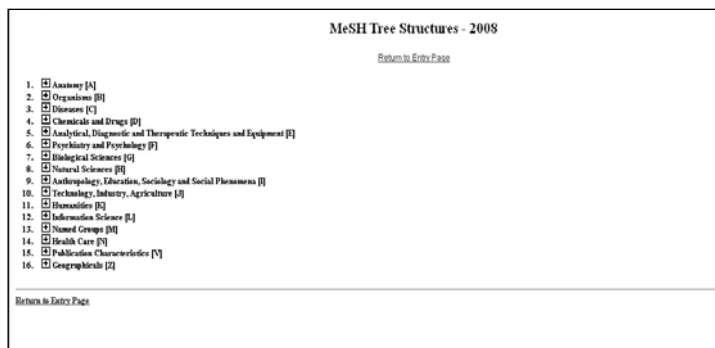 MeSH Tree Structures - 2008
Return to Entry Page
1. Anatomy [A]
2. Organisms [B]
3. Diseases [C]
4. Chemicals and Drugs [D]
5. Analytical, Diagnostic and Therapeutic Techniques and Equipment [E]
6. Psychiatry and Psychology [F]
7. Biological Sciences [G]
8. Natural Sciences [H]
9. Anthropology, Education, Sociology and Social Phenomena [I]
10. Technology, Industry, Agriculture [J]
11. Humanities [K]
12. Information Science [L]
13. Named Groups [M]
14. Health Care [N]
15. Publication Characteristics [V]
16. Geographicals [Z]
Return to Entry Page